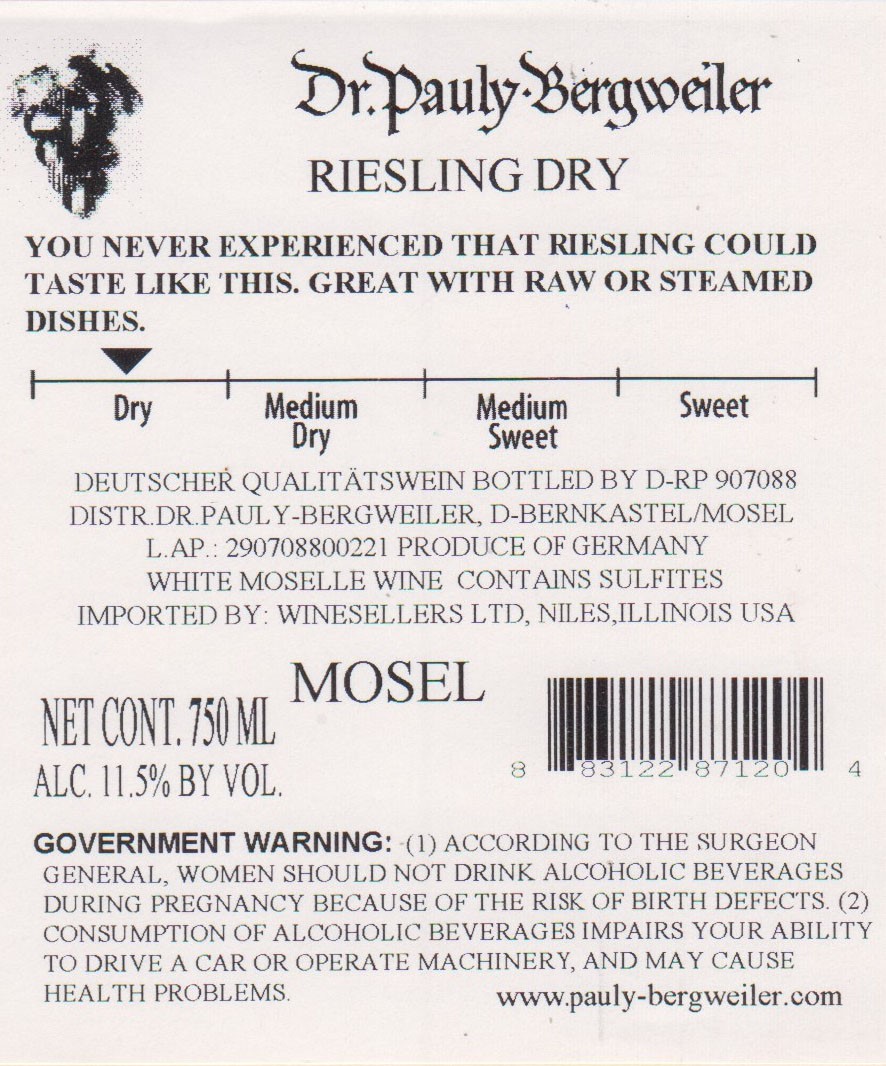 Dr. Pauly-Bergweiler
RIESLING DRY
YOU NEVER EXPERIENCED THAT RIESLING COULD
TASTE LIKE THIS. GREAT WITH RAW OR STEAMED
DISHES.
Dry Medium Dry Medium Sweet Sweet
DEUTSCHER QUALITÄTSWEIN BOTTLED BY D-RP 907088
DISTR.DR.PAULY-BERGWEILER, D-BERNKASTEL/MOSEL
L.AP.: 290708800221 PRODUCE OF GERMANY
WHITE MOSELLE WINE CONTAINS SULFITES
IMPORTED BY: WINESELLERS LTD, NILES,ILLINOIS USA
MOSEL
NET CONT. 750 ML
ALC. 11.5% BY VOL.
8 83122 87120 4
GOVERNMENT WARNING: (1) ACCORDING TO THE SURGEON
GENERAL, WOMEN SHOULD NOT DRINK ALCOHOLIC BEVERAGES
DURING PREGNANCY BECAUSE OF THE RISK OF BIRTH DEFECTS. (2)
CONSUMPTION OF ALCOHOLIC BEVERAGES IMPAIRS YOUR ABILITY
TO DRIVE A CAR OR OPERATE MACHINERY, AND MAY CAUSE
HEALTH PROBLEMS.
www.pauly-bergweiler.com